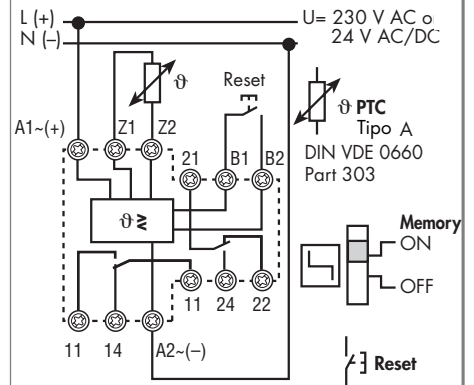 L (+)
U= 230 V AC o
N (–)
24 V AC/DC
Reset
ϑ
ϑ PTC
Tipo A
DIN VDE 0660
Part 303
A1~(+)
Z1
Z2
21
B1
B2
ϑ ≷
Memory
ON
OFF
11
24
22
11
14
A2~(–)
Reset